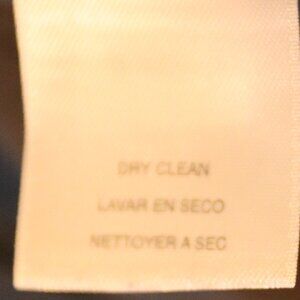 DRY CLEAN
LAVAR EN SECO
NETTOYER A SEC